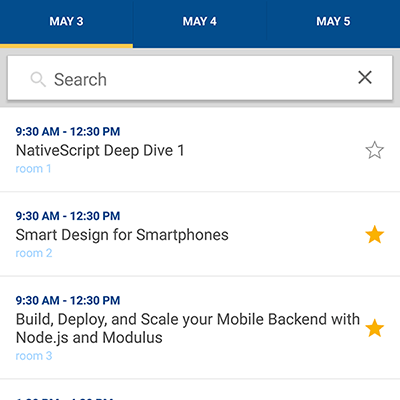 MAY 3 MAY 4 MAY 5
Search
9:30 AM - 12:30 PM
NativeScript Deep Dive 1
room 1
9:30 AM - 12:30 PM
Smart Design for Smartphones
room 2
9:30 AM - 12:30 PM
Build, Deploy, and Scale your Mobile Backend with
Node.js and Modulus
room 3